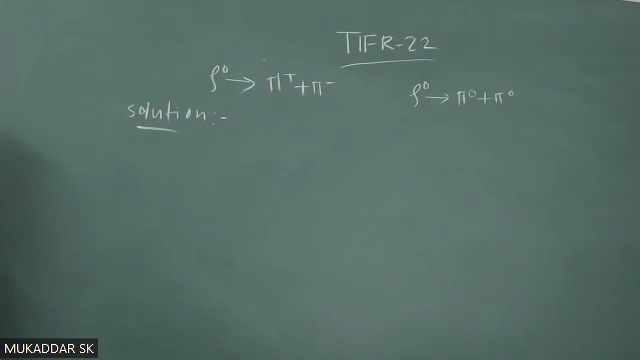 TIFR-22
ρ⁰ → π⁺ + π⁻
ρ⁰ → π⁰ + π⁰
Solution:-
MUKADDAR SK